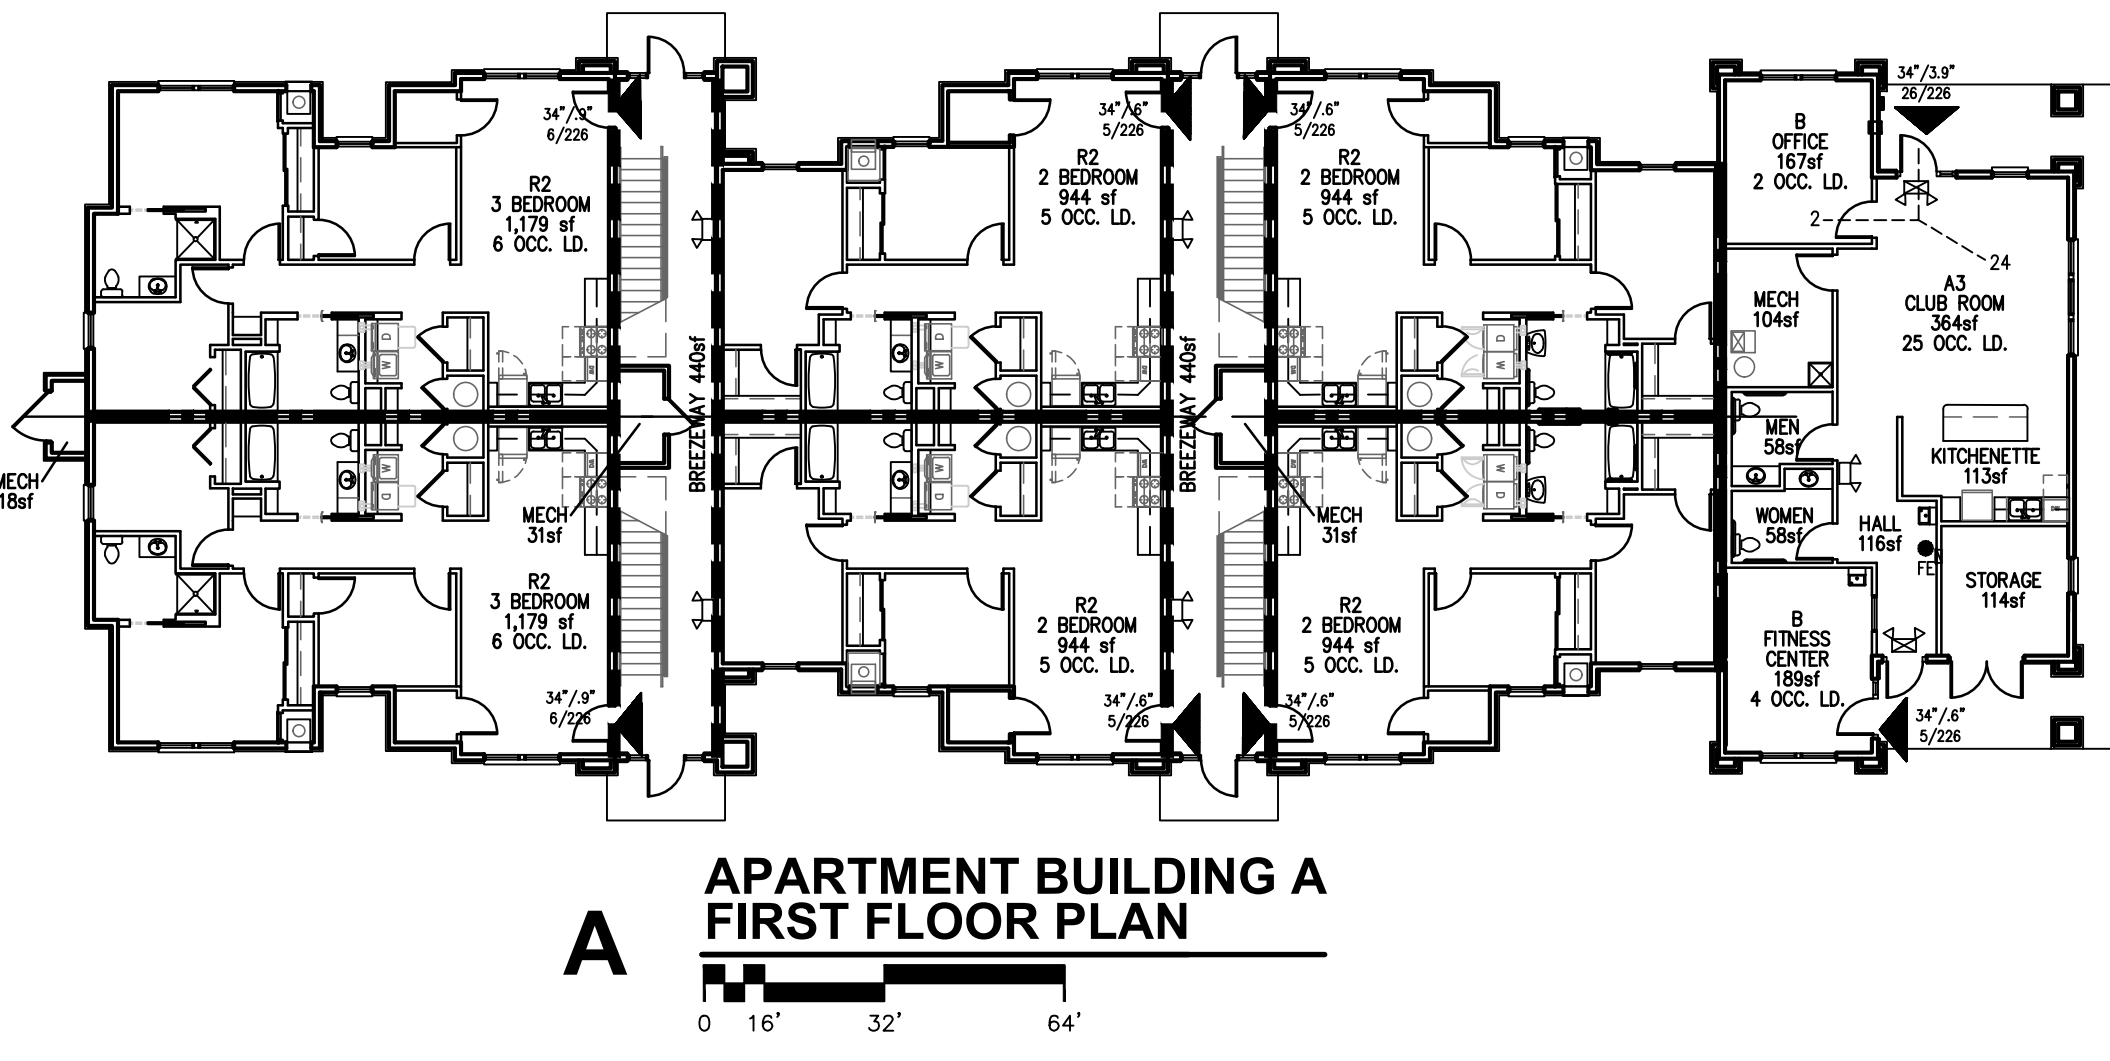 34"/.9"
6/226
34"/.6"
5/226
34"/.6"
5/226
34"/3.9"
26/226
R2
3 BEDROOM
1,179 sf
6 OCC. LD.
R2
2 BEDROOM
944 sf
5 OCC. LD.
R2
2 BEDROOM
944 sf
5 OCC. LD.
B
OFFICE
167sf
2 OCC. LD.
2
24
A3
CLUB ROOM
364sf
25 OCC. LD.
MECH
104sf
D
W
DW
BREEZEWAY 440sf
D
W
DW
BREEZEWAY 440sf
DW
D
W
MEN
58sf
KITCHENETTE
113sf
MECH
18sf
W
D
DW
MECH
31sf
W
D
DW
DW
MECH
31sf
W
D
WOMEN
58sf
HALL
116sf
FE
DW
STORAGE
114sf
R2
3 BEDROOM
1,179 sf
6 OCC. LD.
R2
2 BEDROOM
944 sf
5 OCC. LD.
R2
2 BEDROOM
944 sf
5 OCC. LD.
B
FITNESS
CENTER
189sf
4 OCC. LD.
34"/.9"
6/226
34"/.6"
5/226
34"/.6"
5/226
34"/.6"
5/226
A
APARTMENT BUILDING A
FIRST FLOOR PLAN
0 16' 32' 64'